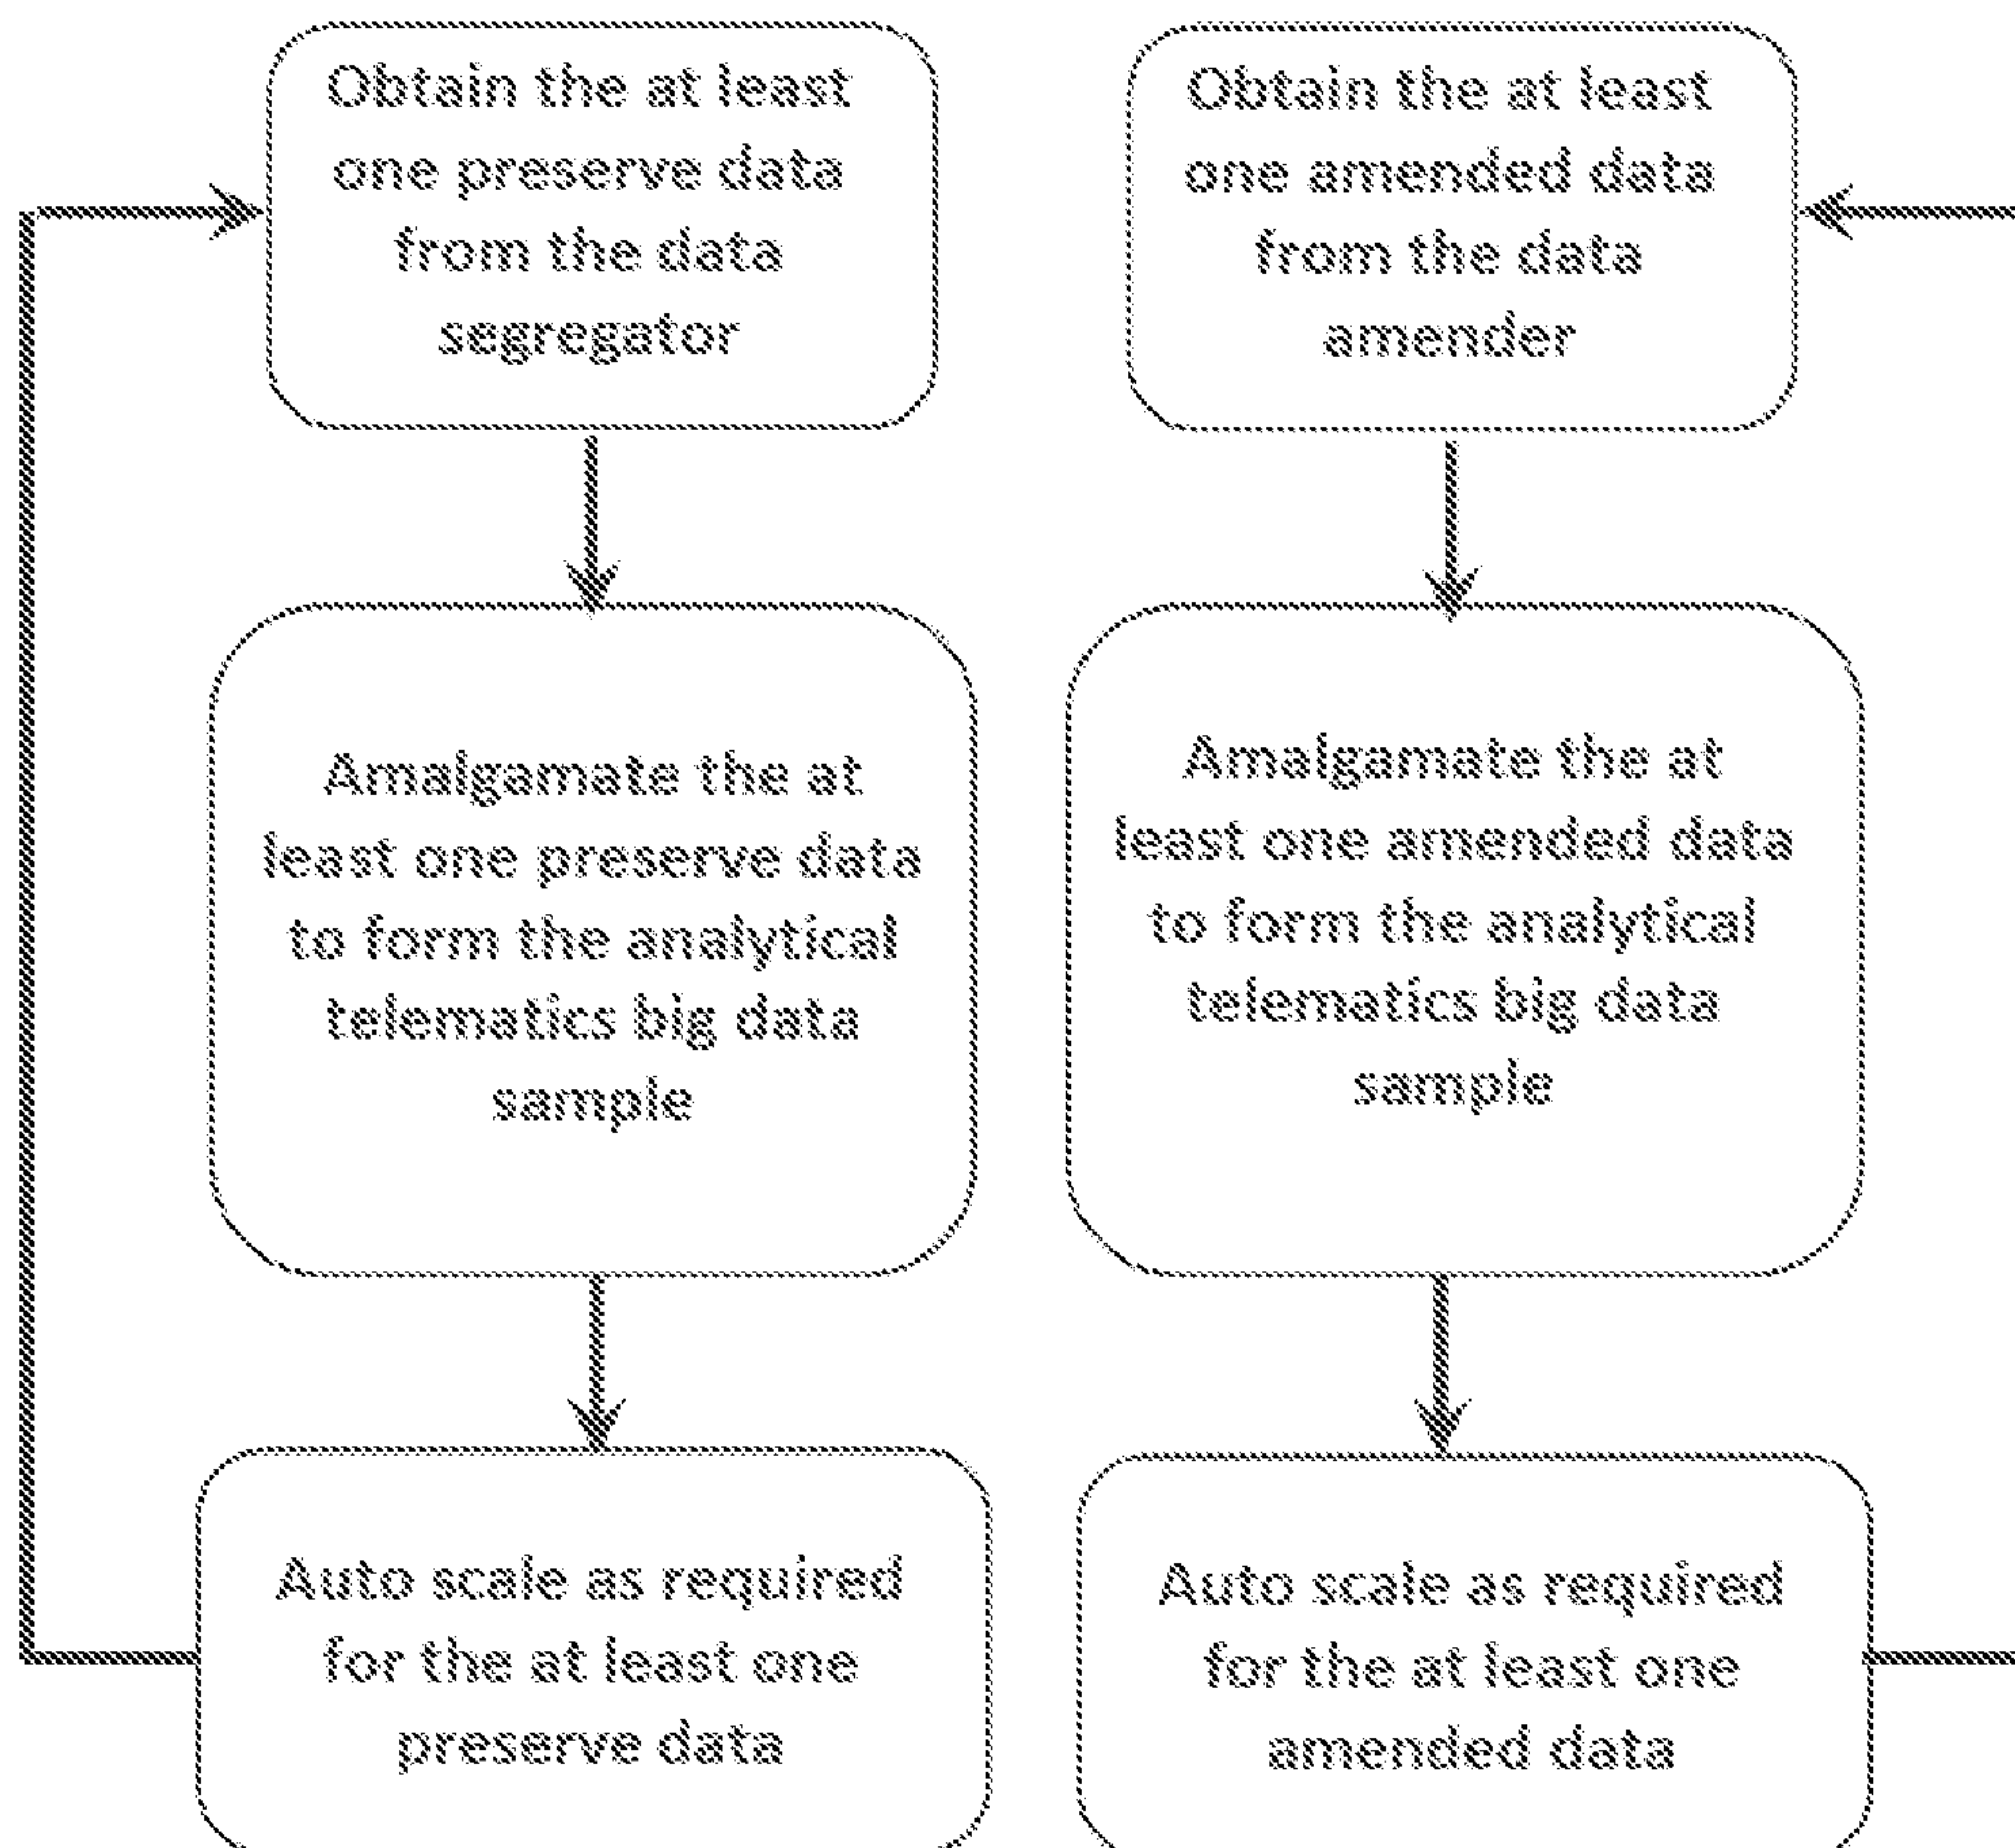 Obtain the at least
one preserve data
from the data
segregator
Amalgamate the at
least one preserve data
to form the analytical
telematics big data
sample
Auto scale as required
for the at least one
preserve data
Obtain the at least
one amended data
from the data
amender
Amalgamate the at
least one amended data
to form the analytical
telematics big data
sample
Auto scale as required
for the at least one
amended data